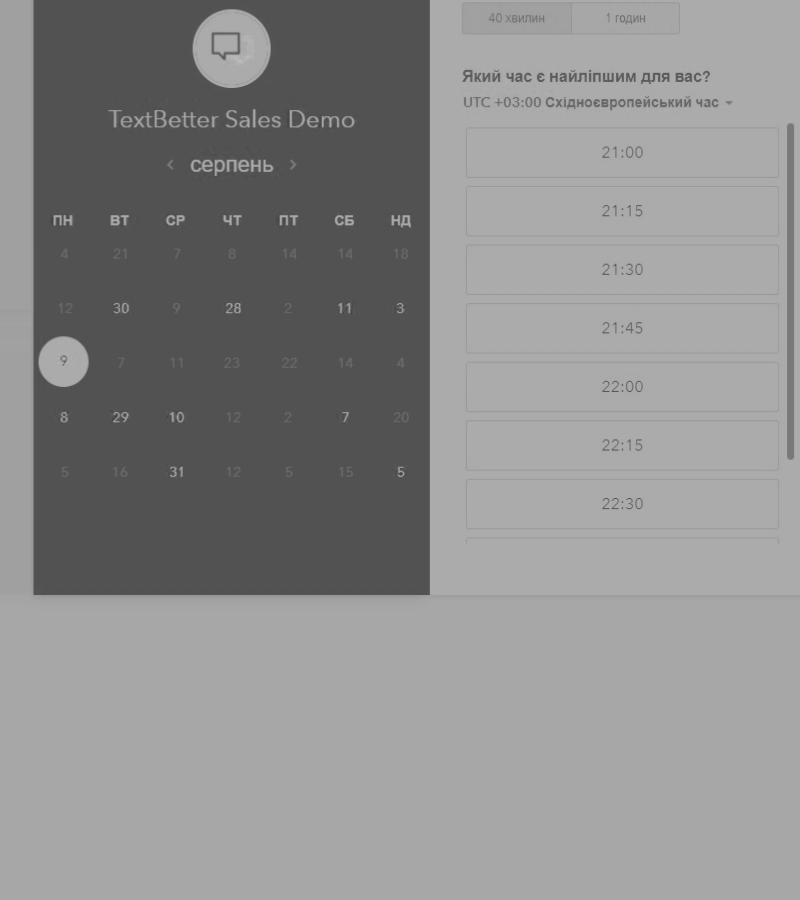 TextBetter Sales Demo
серпень
ПН ВТ СР ЧТ ПТ СБ НД
4 21 7 8 14 14 18
12 30 9 28 2 11 3
9 7 11 23 22 14 4
8 29 10 12 2 7 20
5 16 31 12 5 15 5
40 хвилин 1 годин
Який час є найліпшим для вас?
UTC +03:00 Східноєвропейський час
21:00
21:15
21:30
21:45
22:00
22:15
22:30